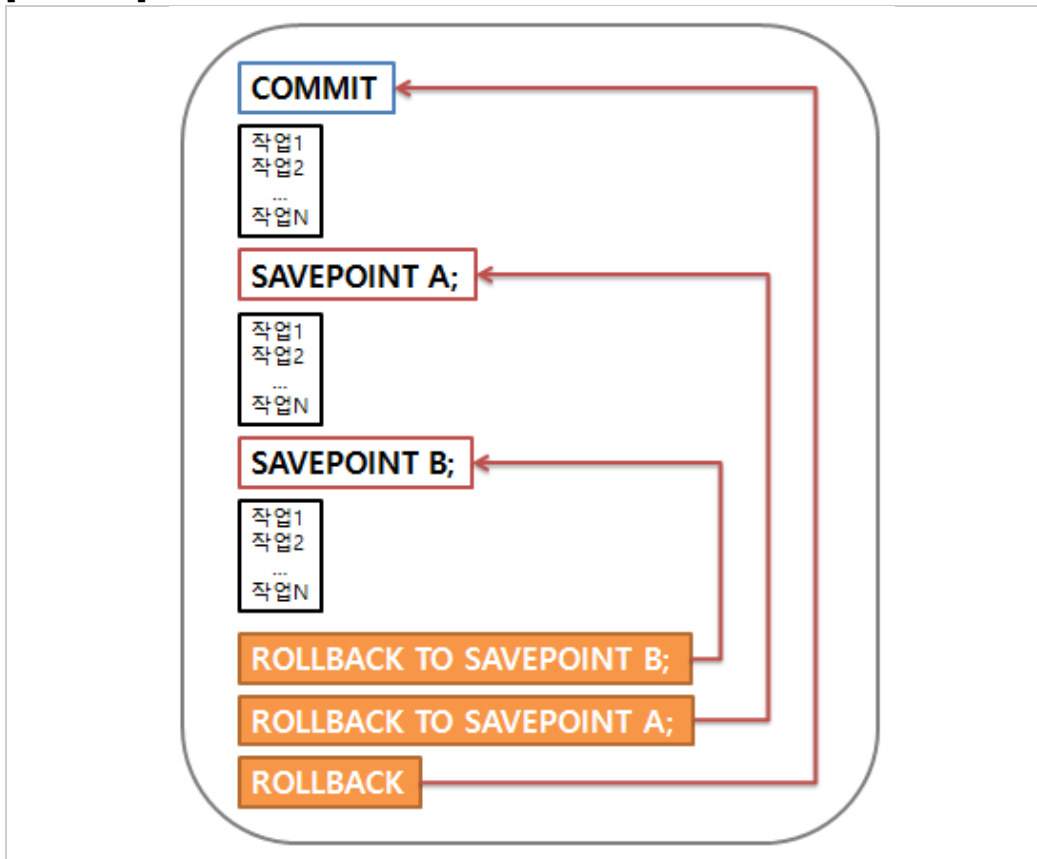 COMMIT
작업1
작업2
...
작업N
SAVEPOINT A;
작업1
작업2
...
작업N
SAVEPOINT B;
작업1
작업2
...
작업N
ROLLBACK TO SAVEPOINT B;
ROLLBACK TO SAVEPOINT A;
ROLLBACK